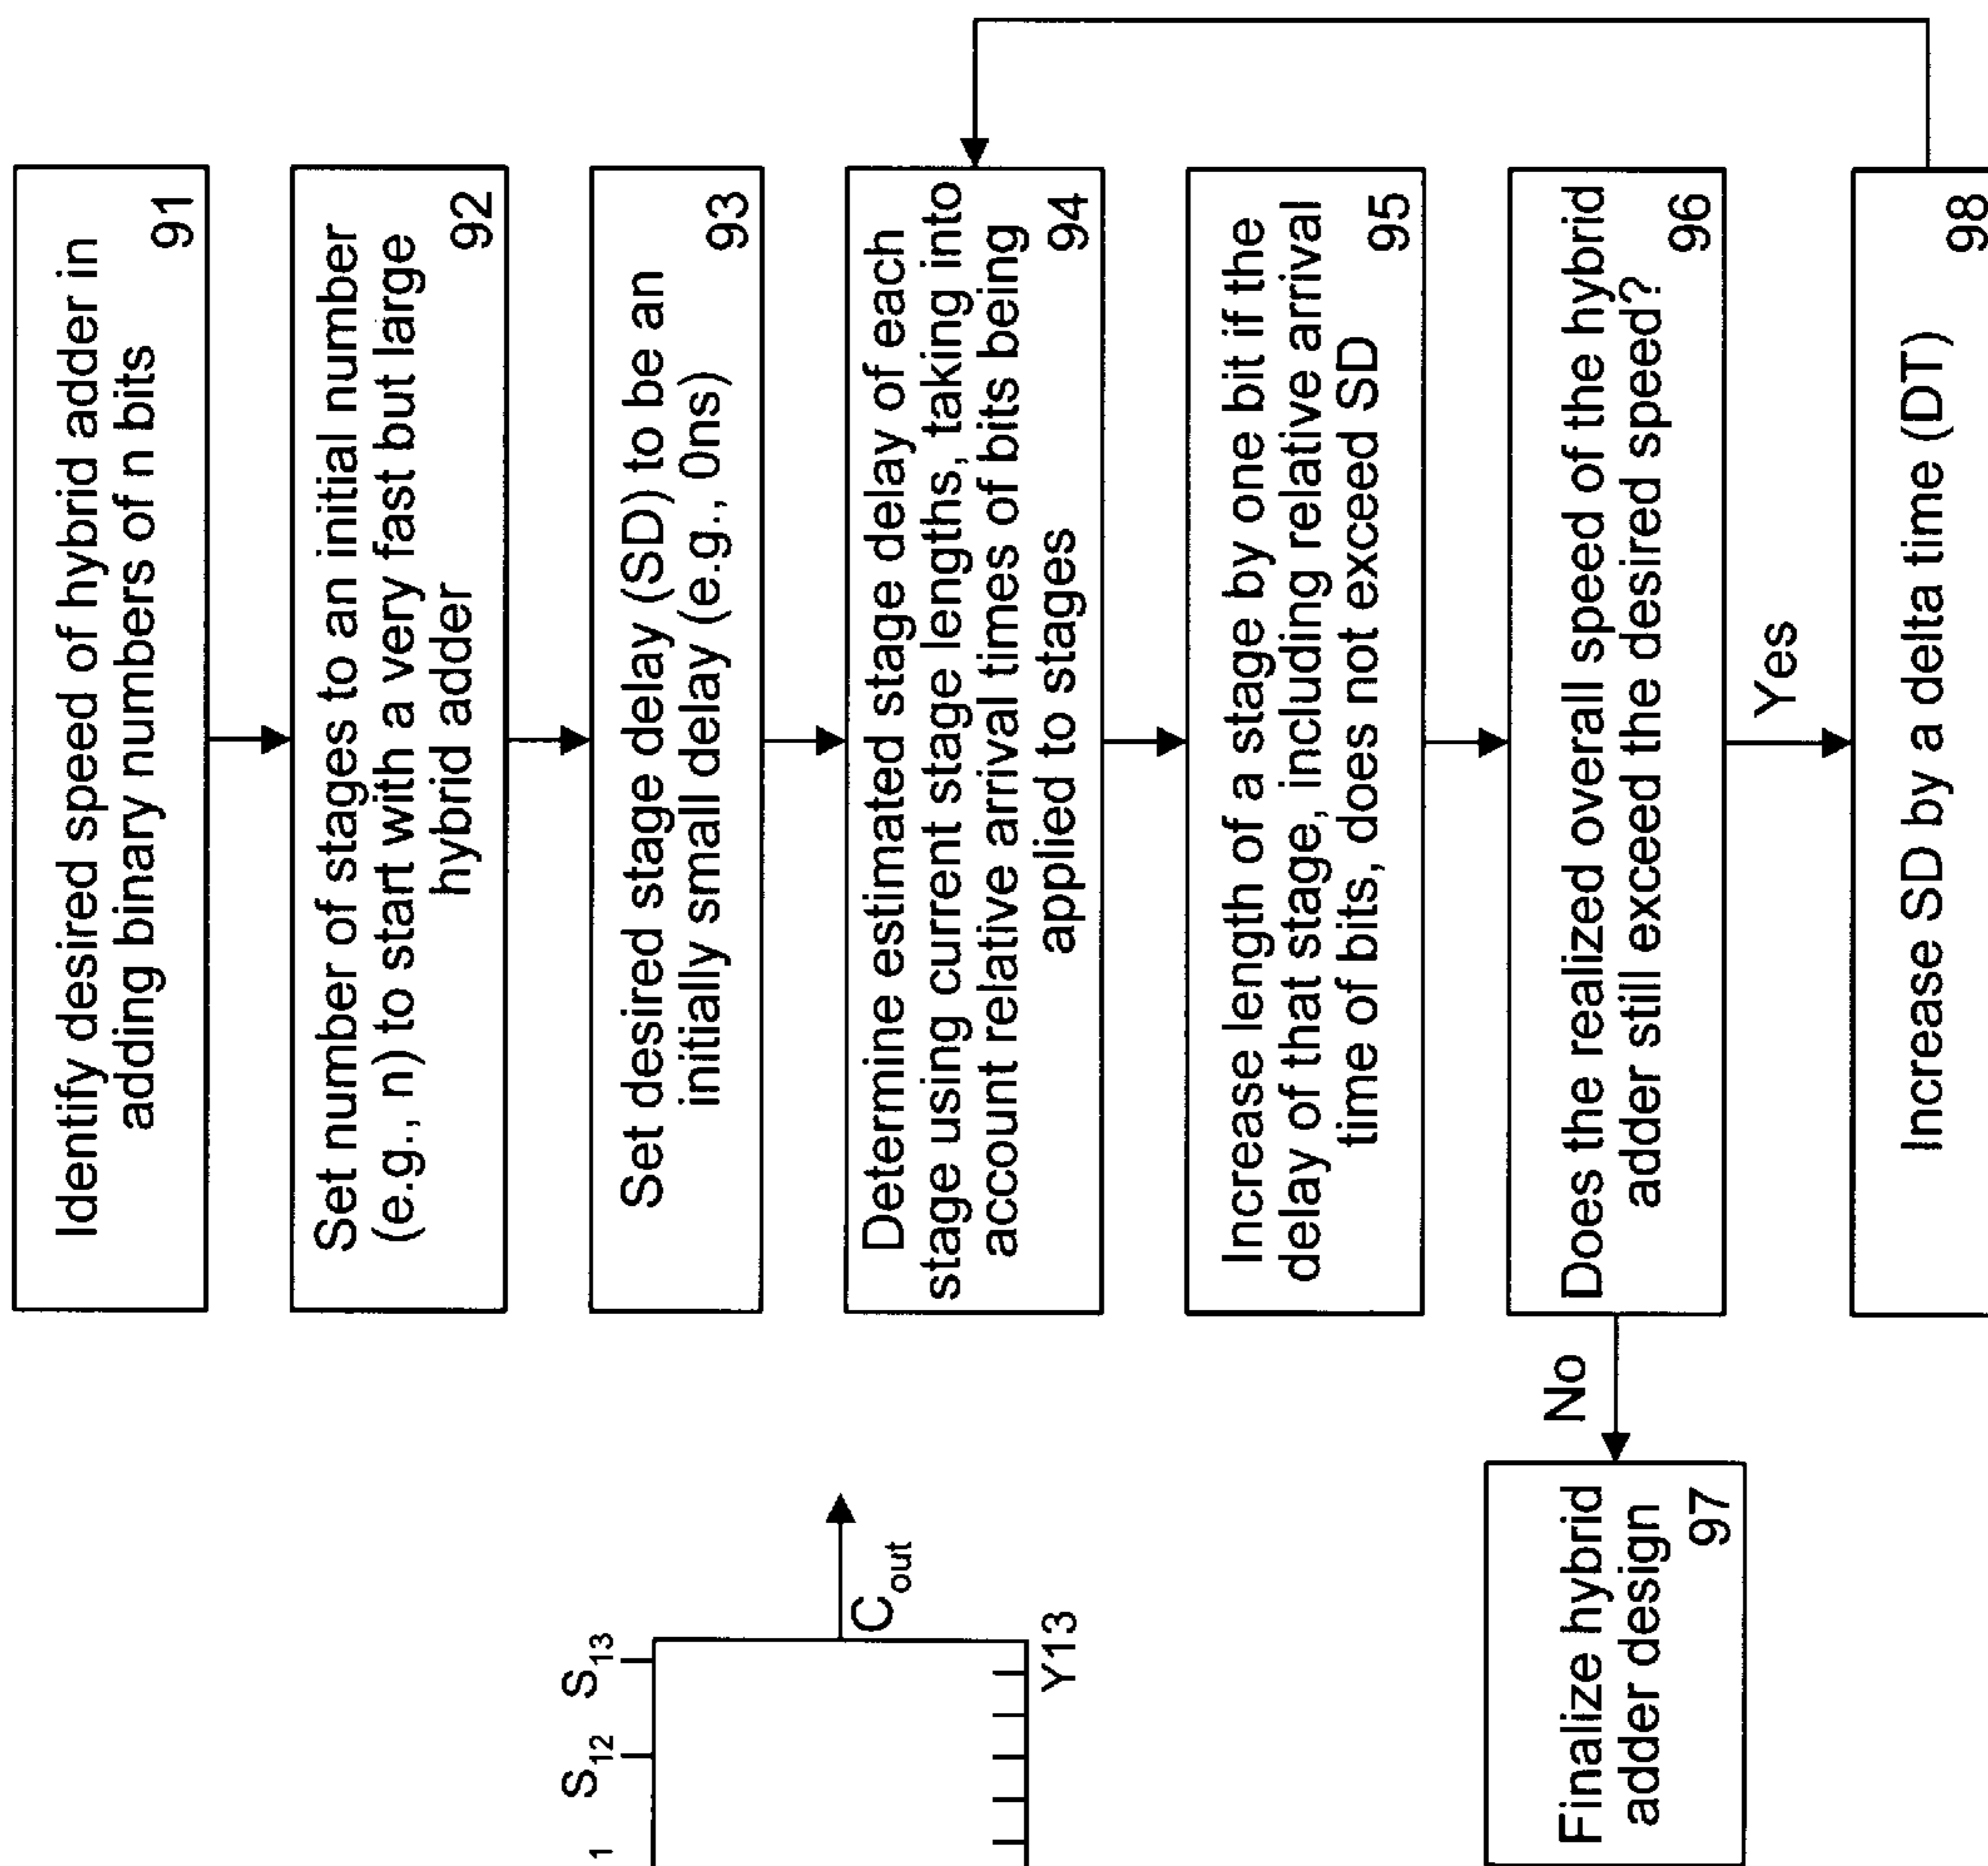 Identify desired speed of hybrid adder in
adding binary numbers of n bits
91
Set number of stages to an initial number
(e.g., n) to start with a very fast but large
hybrid adder
92
Set desired stage delay (SD) to be an
initially small delay (e.g., 0ns)
93
Determine estimated stage delay of each
stage using current stage lengths, taking into
account relative arrival times of bits being
applied to stages
94
Increase length of a stage by one bit if the
delay of that stage, including relative arrival
time of bits, does not exceed SD
95
Does the realized overall speed of the hybrid
adder still exceed the desired speed?
96
No
Yes
Finalize hybrid
adder design
97
Increase SD by a delta time (DT)
98
1 S12 S13
Cout
Y13